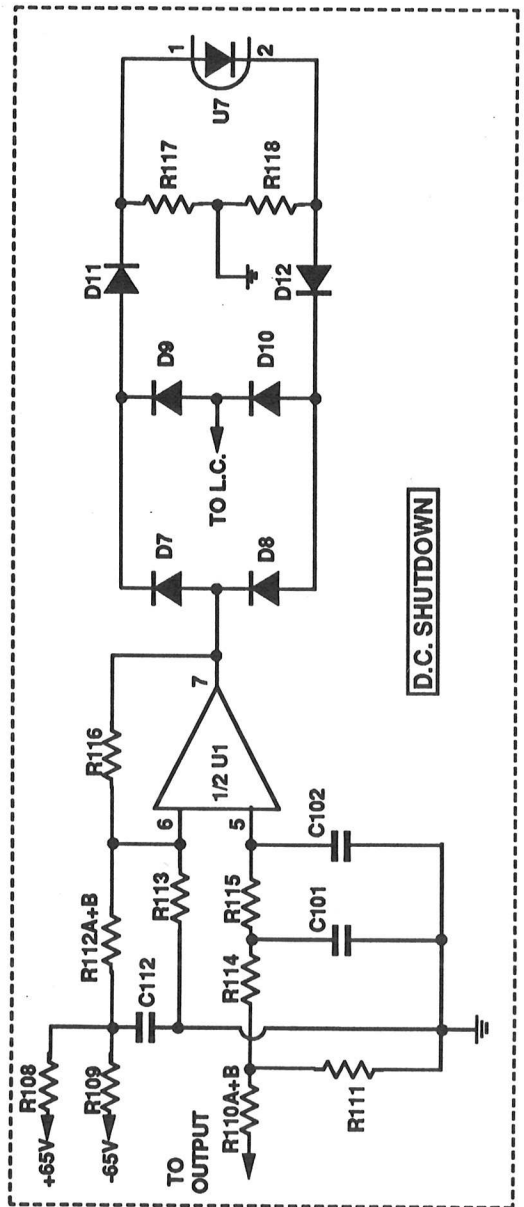 +65V
R108
-65V
R109
TO
OUTPUT
R110A+B
R111
R112A+B
C112
R113
R114
R115
C101
C102
R116
6
5
1/2 U1
7
D7
D8
TO L.C.
D9
D10
D11
D12
R117
R118
U7
1
2
D.C. SHUTDOWN